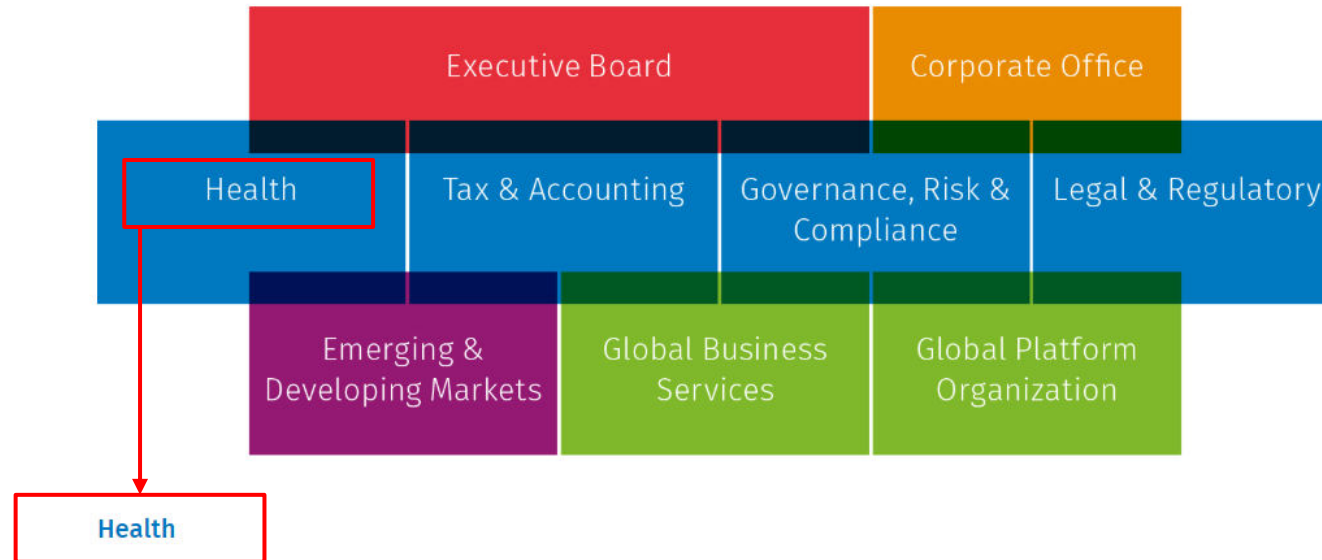 Executive Board
Corporate Office
Health
Tax & Accounting
Governance, Risk &
Compliance
Legal & Regulatory
Emerging &
Developing Markets
Global Business
Services
Global Platform
Organization
Health